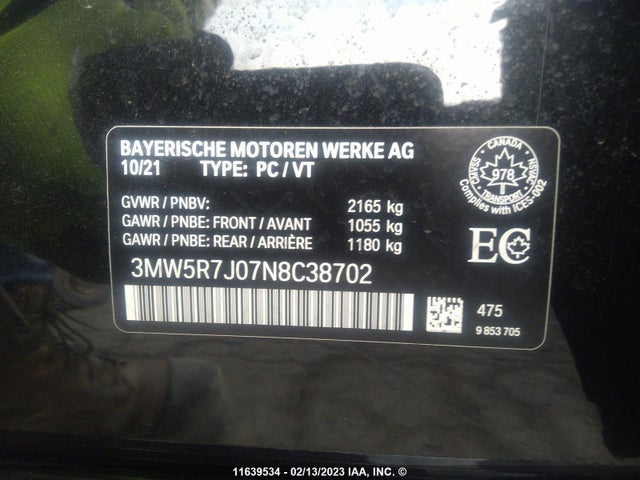 BAYERISCHE MOTOREN WERKE AG
10/21 TYPE: PC / VT
GVWR / PNBV: 2165 kg
GAWR / PNBE: FRONT / AVANT 1055 kg
GAWR / PNBE: REAR / ARRIÈRE 1180 kg
3MW5R7J07N8C38702
CANADA
978
TRANSPORT
CMVSS
NSVAC
Complies with ICES-002
EC
475
9 853 705
11639534 - 02/13/2023 IAA, INC. ©